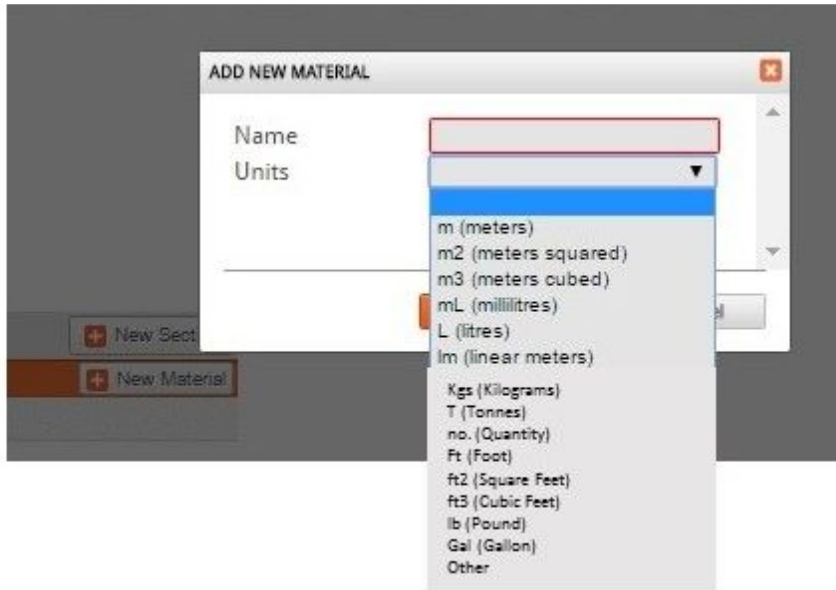 ADD NEW MATERIAL
Name
Units
m (meters)
m2 (meters squared)
m3 (meters cubed)
mL (millilitres)
L (litres)
lm (linear meters)
New Sect
New Material
Kgs (Kilograms)
T (Tonnes)
no. (Quantity)
Ft (Foot)
ft2 (Square Feet)
ft3 (Cubic Feet)
lb (Pound)
Gal (Gallon)
Other